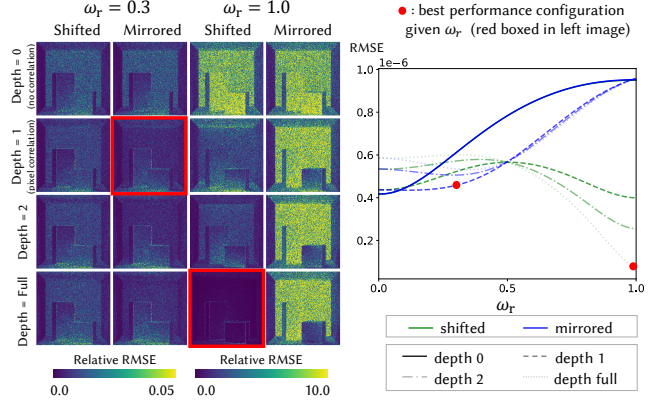 ωr = 0.3 ωr = 1.0
Shifted Mirrored Shifted Mirrored
Depth = 0
(no correlation)
Depth = 1
(pixel correlation)
Depth = 2
Depth = Full
Relative RMSE Relative RMSE
0.0 0.05 0.0 10.0
● : best performance configuration
given ωr (red boxed in left image)
RMSE
1e-6
1.0
0.8
0.6
0.4
0.2
0.0 0.5 1.0
ωr
shifted mirrored
depth 0 depth 1
depth 2 depth full